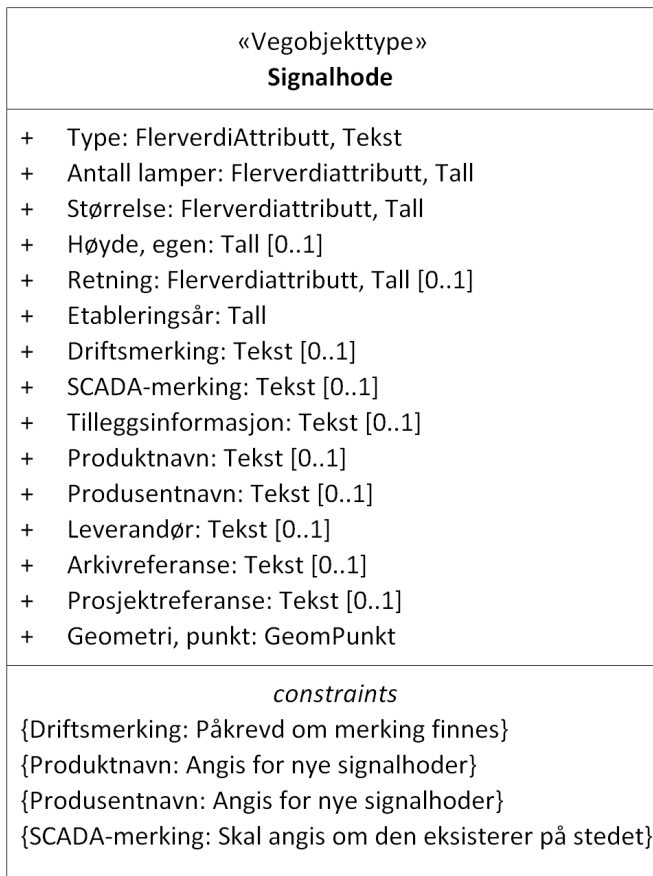 «Vegobjekttype»
Signalhode
+ Type: FlerverdiAttributt, Tekst
+ Antall lamper: Flerverdiattributt, Tall
+ Størrelse: Flerverdiattributt, Tall
+ Høyde, egen: Tall [0..1]
+ Retning: Flerverdiattributt, Tall [0..1]
+ Etableringsår: Tall
+ Driftsmerking: Tekst [0..1]
+ SCADA-merking: Tekst [0..1]
+ Tilleggsinformasjon: Tekst [0..1]
+ Produktnavn: Tekst [0..1]
+ Produsentnavn: Tekst [0..1]
+ Leverandør: Tekst [0..1]
+ Arkivreferanse: Tekst [0..1]
+ Prosjektreferanse: Tekst [0..1]
+ Geometri, punkt: GeomPunkt
constraints
{Driftsmerking: Påkrevd om merking finnes}
{Produktnavn: Angis for nye signalhoder}
{Produsentnavn: Angis for nye signalhoder}
{SCADA-merking: Skal angis om den eksisterer på stedet}